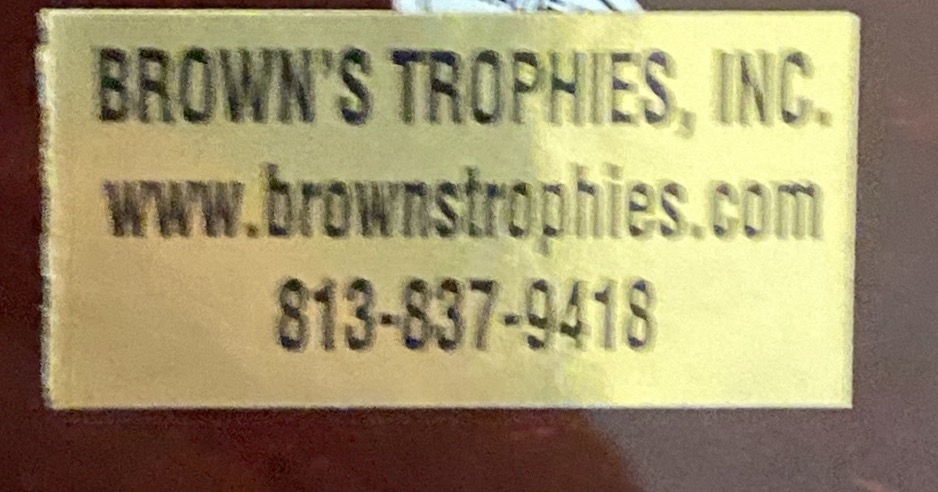 BROWN'S TROPHIES, INC.
www.brownstrophies.com
813-837-9418